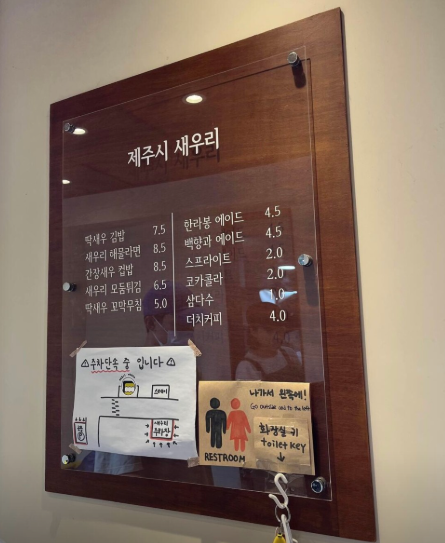 제주시 새우리
딱새우 김밥 7.5
새우리 해물라면 8.5
간장새우 컵밥 8.5
새우리 모둠튀김 6.5
딱새우 꼬막무침 5.0
한라봉 에이드 4.5
백향과 에이드 4.5
스프라이트 2.0
코카콜라 2.0
삼다수 1.0
더치커피 4.0
⚠주차단속 중 입니다⚠
새우리
나가서 왼쪽에!
Go outside and to the left
화장실 키
toilet key
↓
RESTROOM